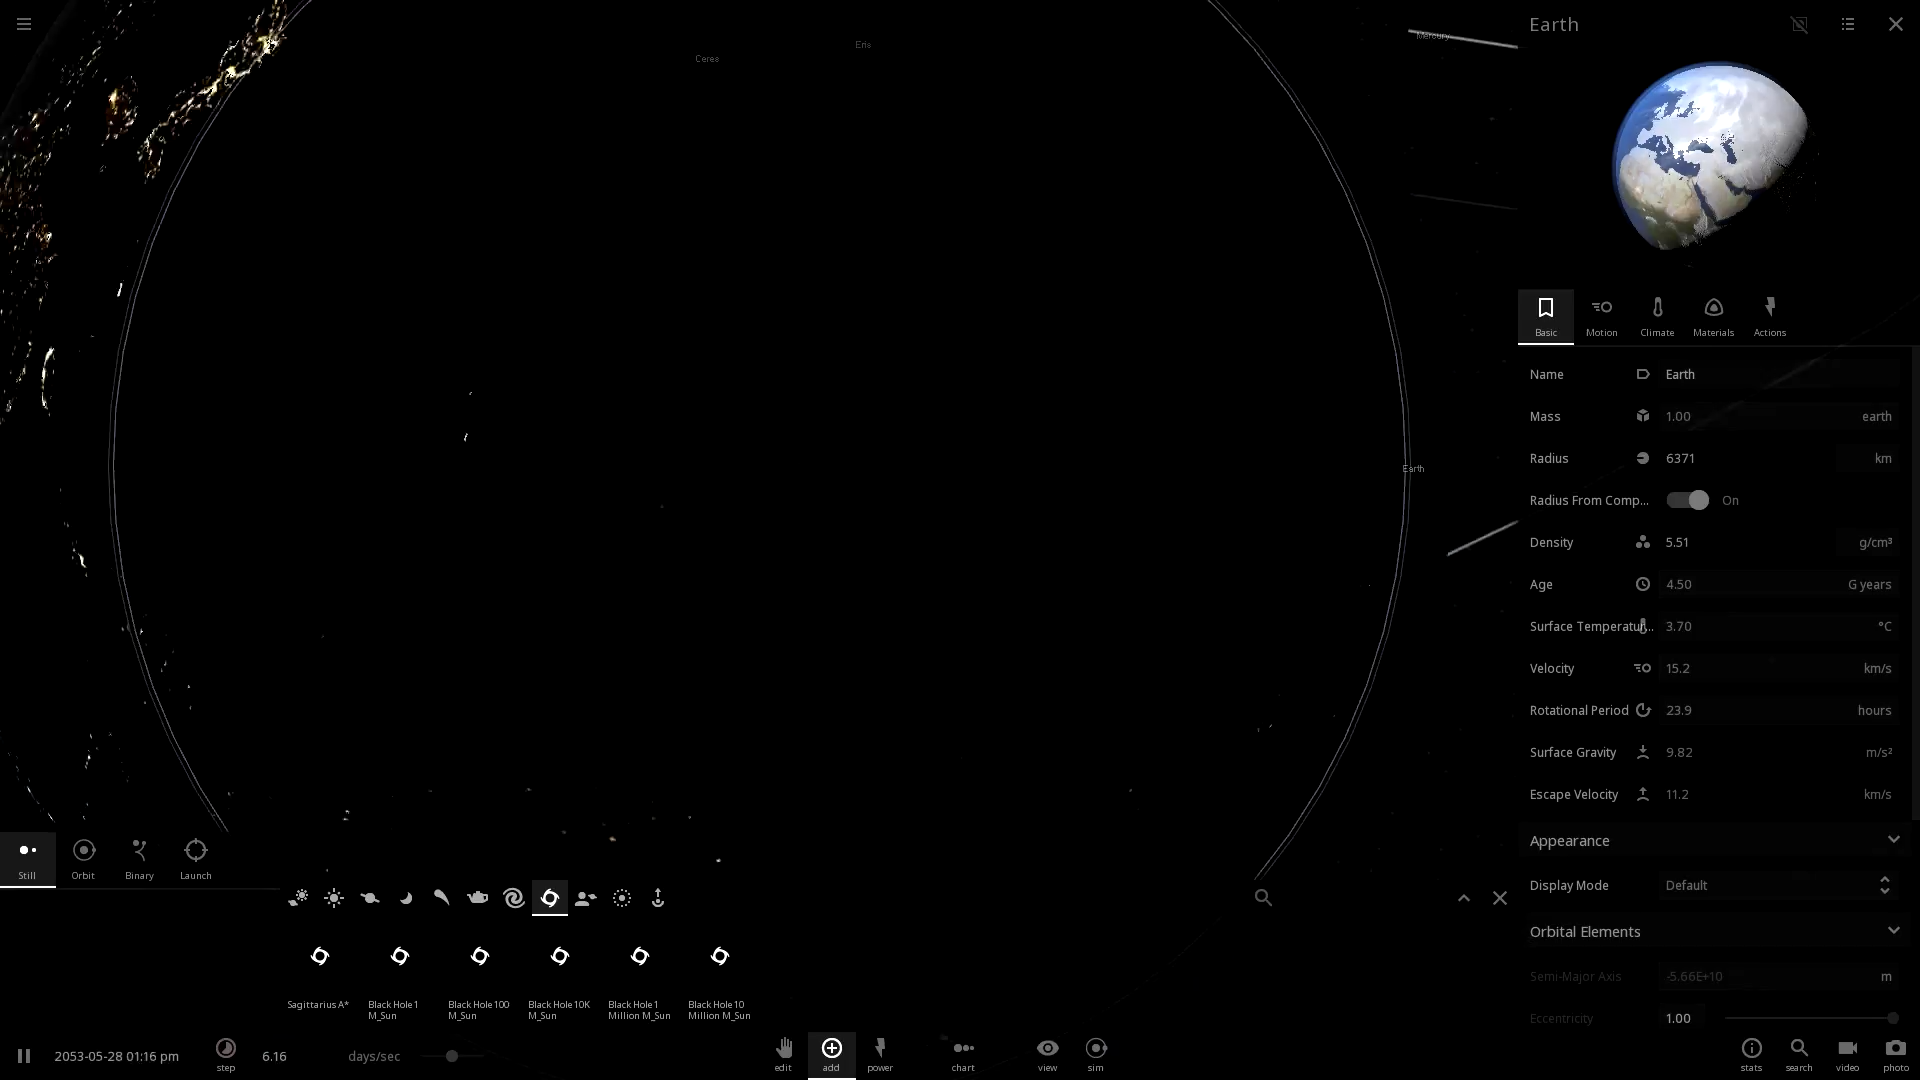 Earth
Eris
Ceres
Mercury
Earth
Basic
Motion
Climate
Materials
Actions
Name Earth
Mass 1.00 earth
Radius 6371 km
Radius From Comp... On
Density 5.51 g/cm³
Age 4.50 G years
Surface Temperatur... 3.70 °C
Velocity 15.2 km/s
Rotational Period 23.9 hours
Surface Gravity 9.82 m/s²
Escape Velocity 11.2 km/s
Appearance
Display Mode Default
Orbital Elements
Semi-Major Axis -5.66E+10 m
Eccentricity 1.00
Still
Orbit
Binary
Launch
Sagittarius A*
Black Hole 1
M_Sun
Black Hole 100
M_Sun
Black Hole 10K
M_Sun
Black Hole 1
Million M_Sun
Black Hole 10
Million M_Sun
2053-05-28 01:16 pm
step
6.16 days/sec
edit
add
power
chart
view
sim
stats
search
video
photo